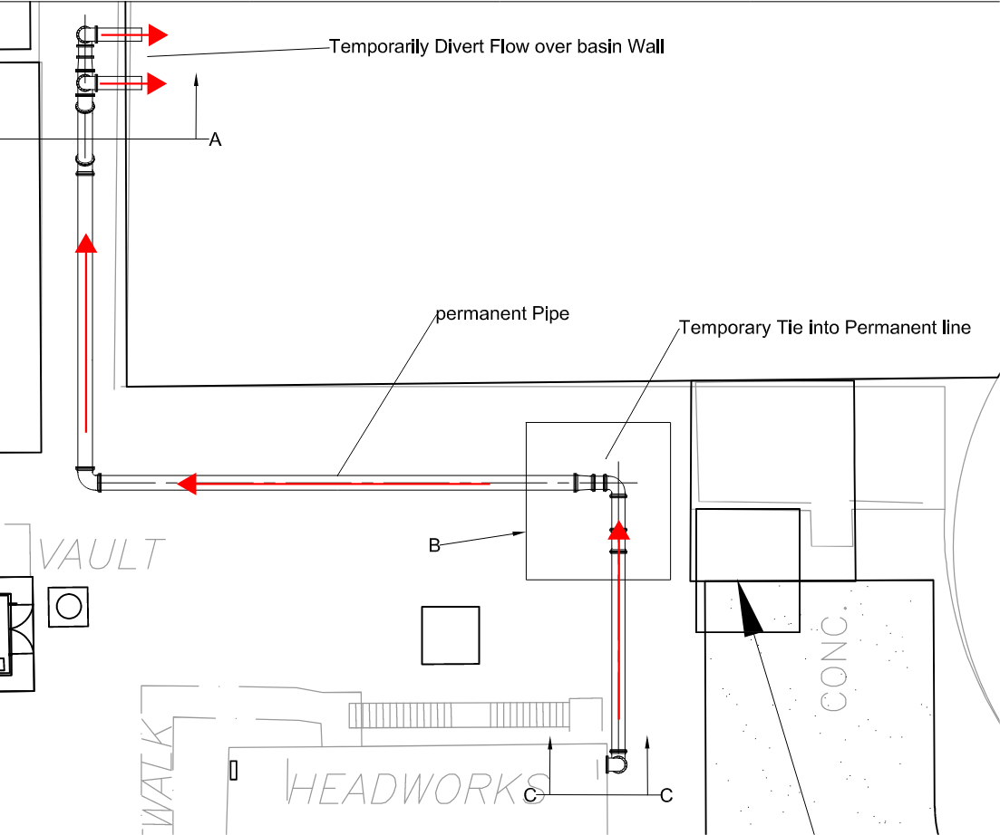 Temporarily Divert Flow over basin Wall
A
permanent Pipe
Temporary Tie into Permanent line
B
VAULT
CONC.
WALK
HEADWORKS
C
C